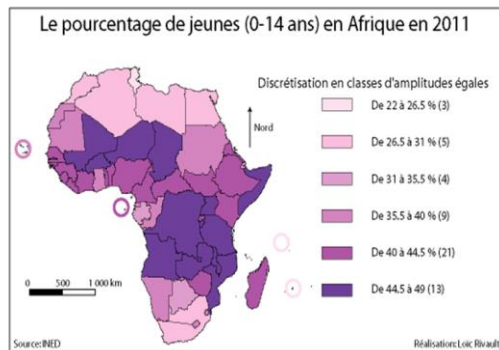 Le pourcentage de jeunes (0-14 ans) en Afrique en 2011
Discrétisation en classes d'amplitudes égales
Nord
De 22 à 26.5 % (3)
De 26.5 à 31 % (5)
De 31 à 35.5 % (4)
De 35.5 à 40 % (9)
De 40 à 44.5 % (21)
De 44.5 à 49 (13)
0 500 1 000 km
Source: INED
Réalisation: Loïc Rivault